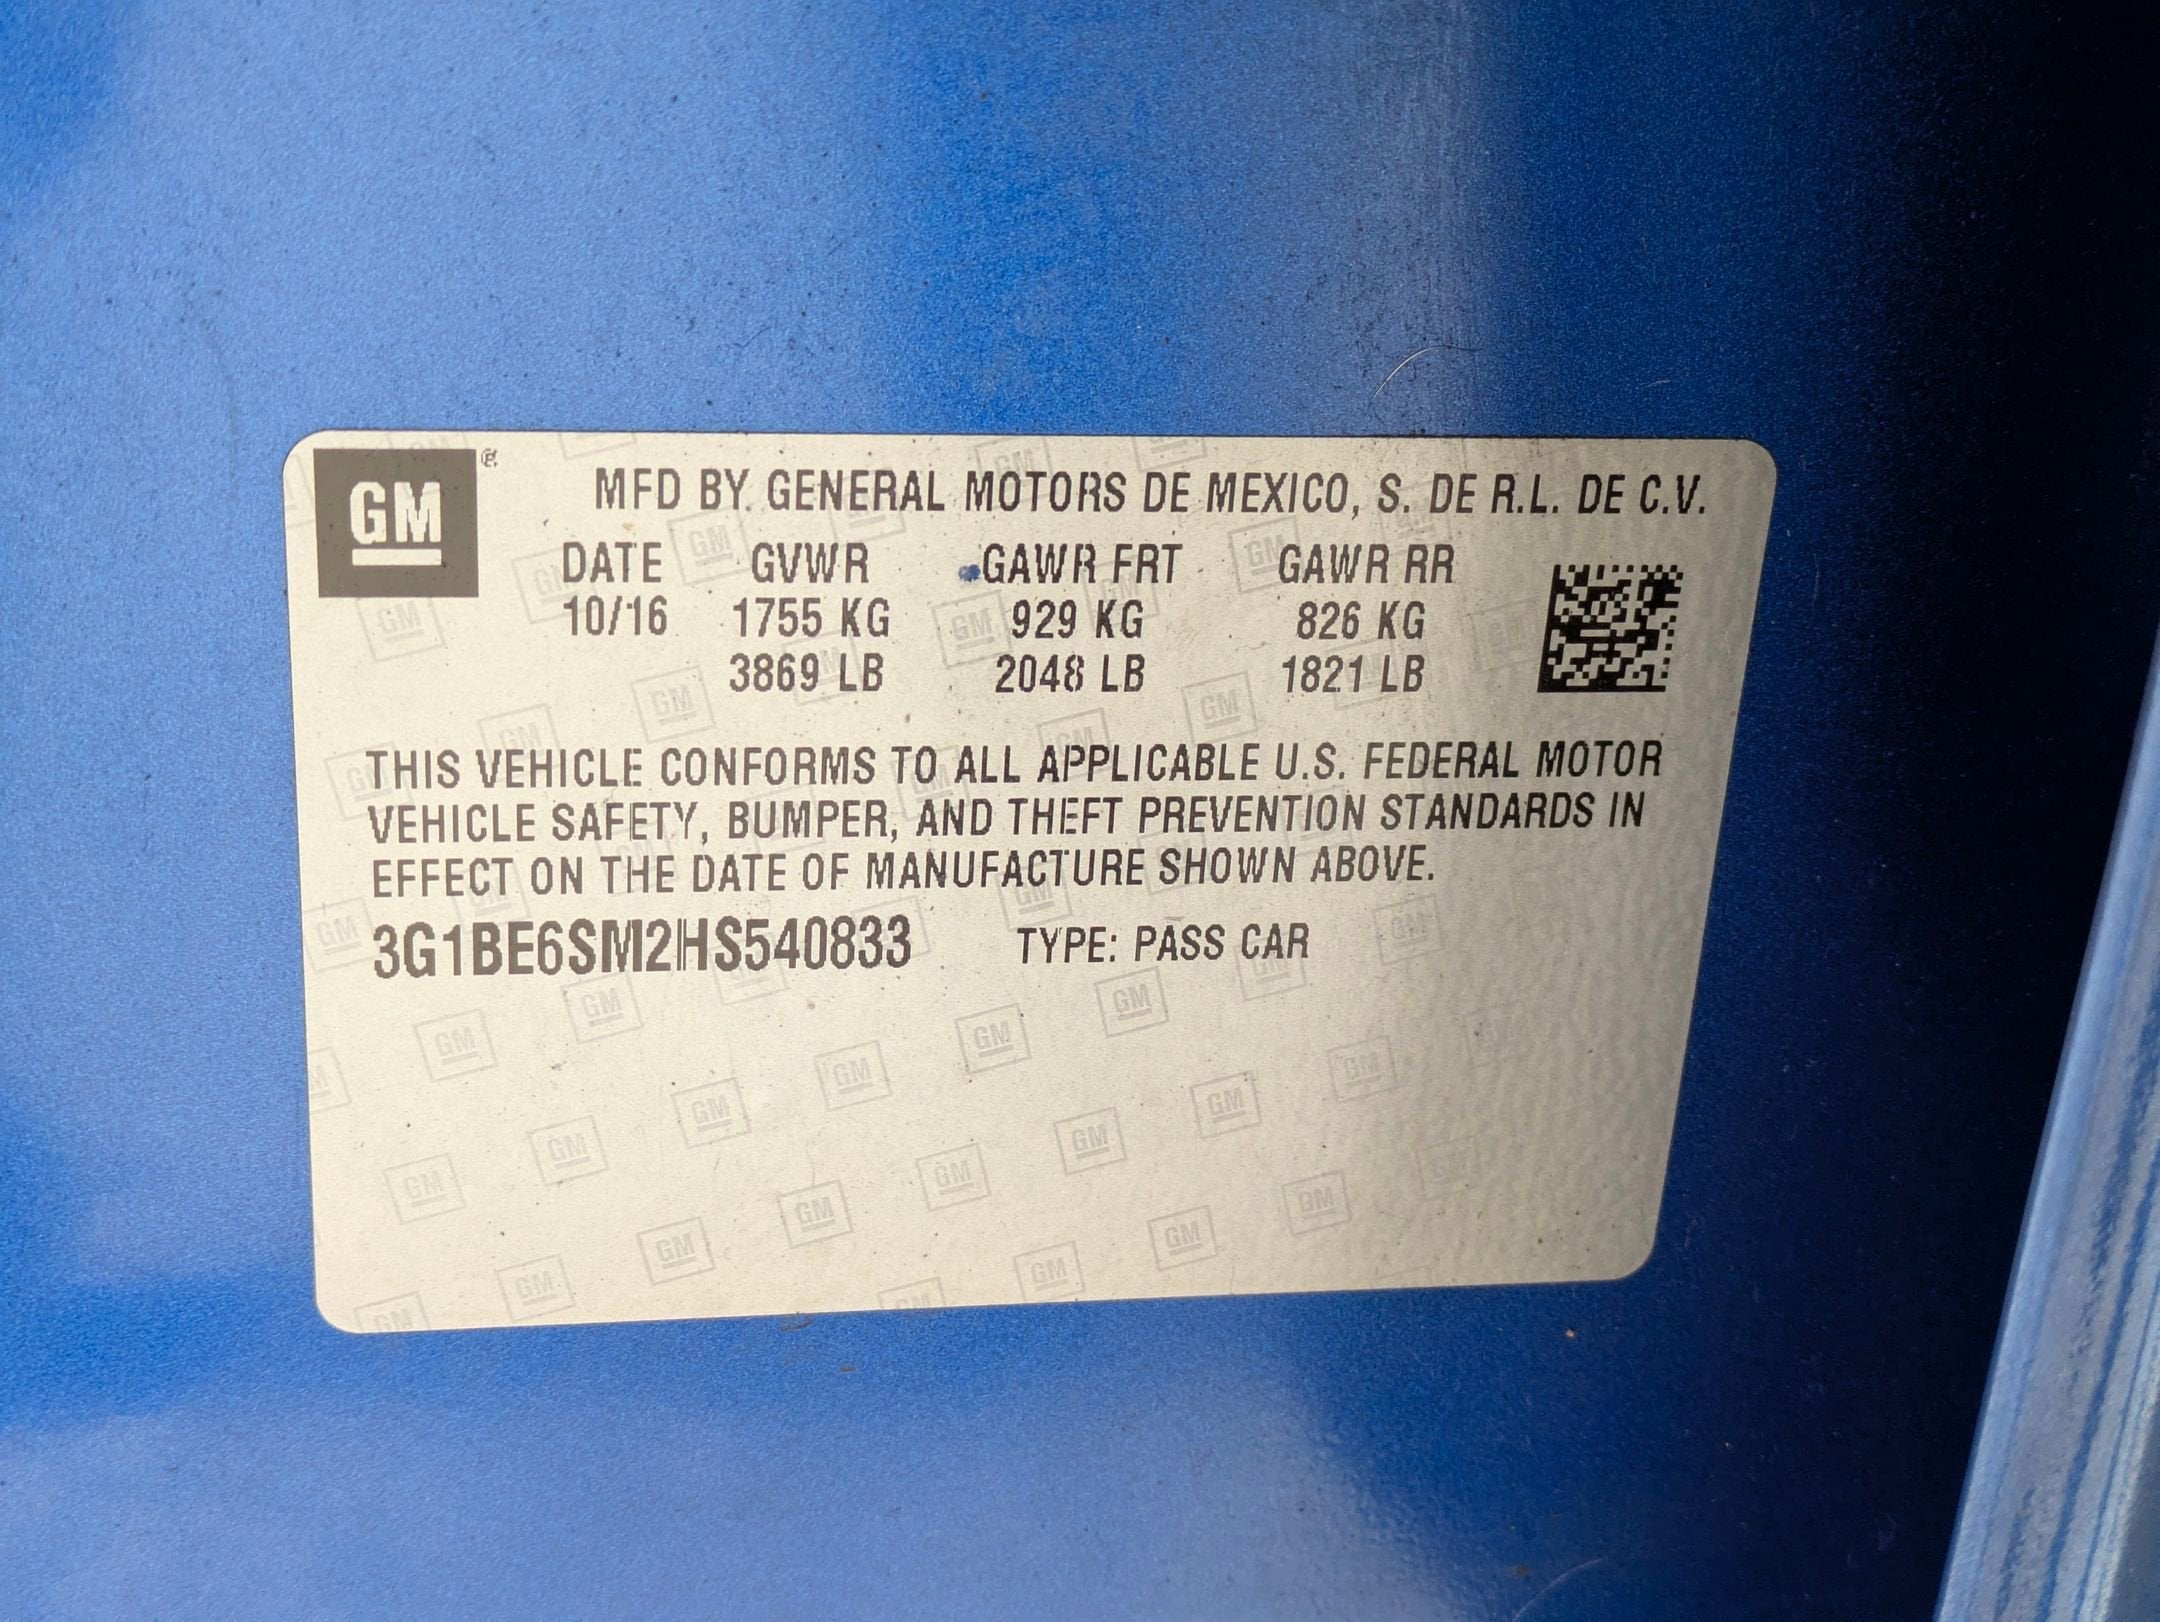 GM ®
MFD BY GENERAL MOTORS DE MEXICO, S. DE R.L. DE C.V.
DATE GVWR GAWR FRT GAWR RR
10/16 1755 KG 929 KG 826 KG
3869 LB 2048 LB 1821 LB
THIS VEHICLE CONFORMS TO ALL APPLICABLE U.S. FEDERAL MOTOR
VEHICLE SAFETY, BUMPER, AND THEFT PREVENTION STANDARDS IN
EFFECT ON THE DATE OF MANUFACTURE SHOWN ABOVE.
3G1BE6SM2HS540833 TYPE: PASS CAR